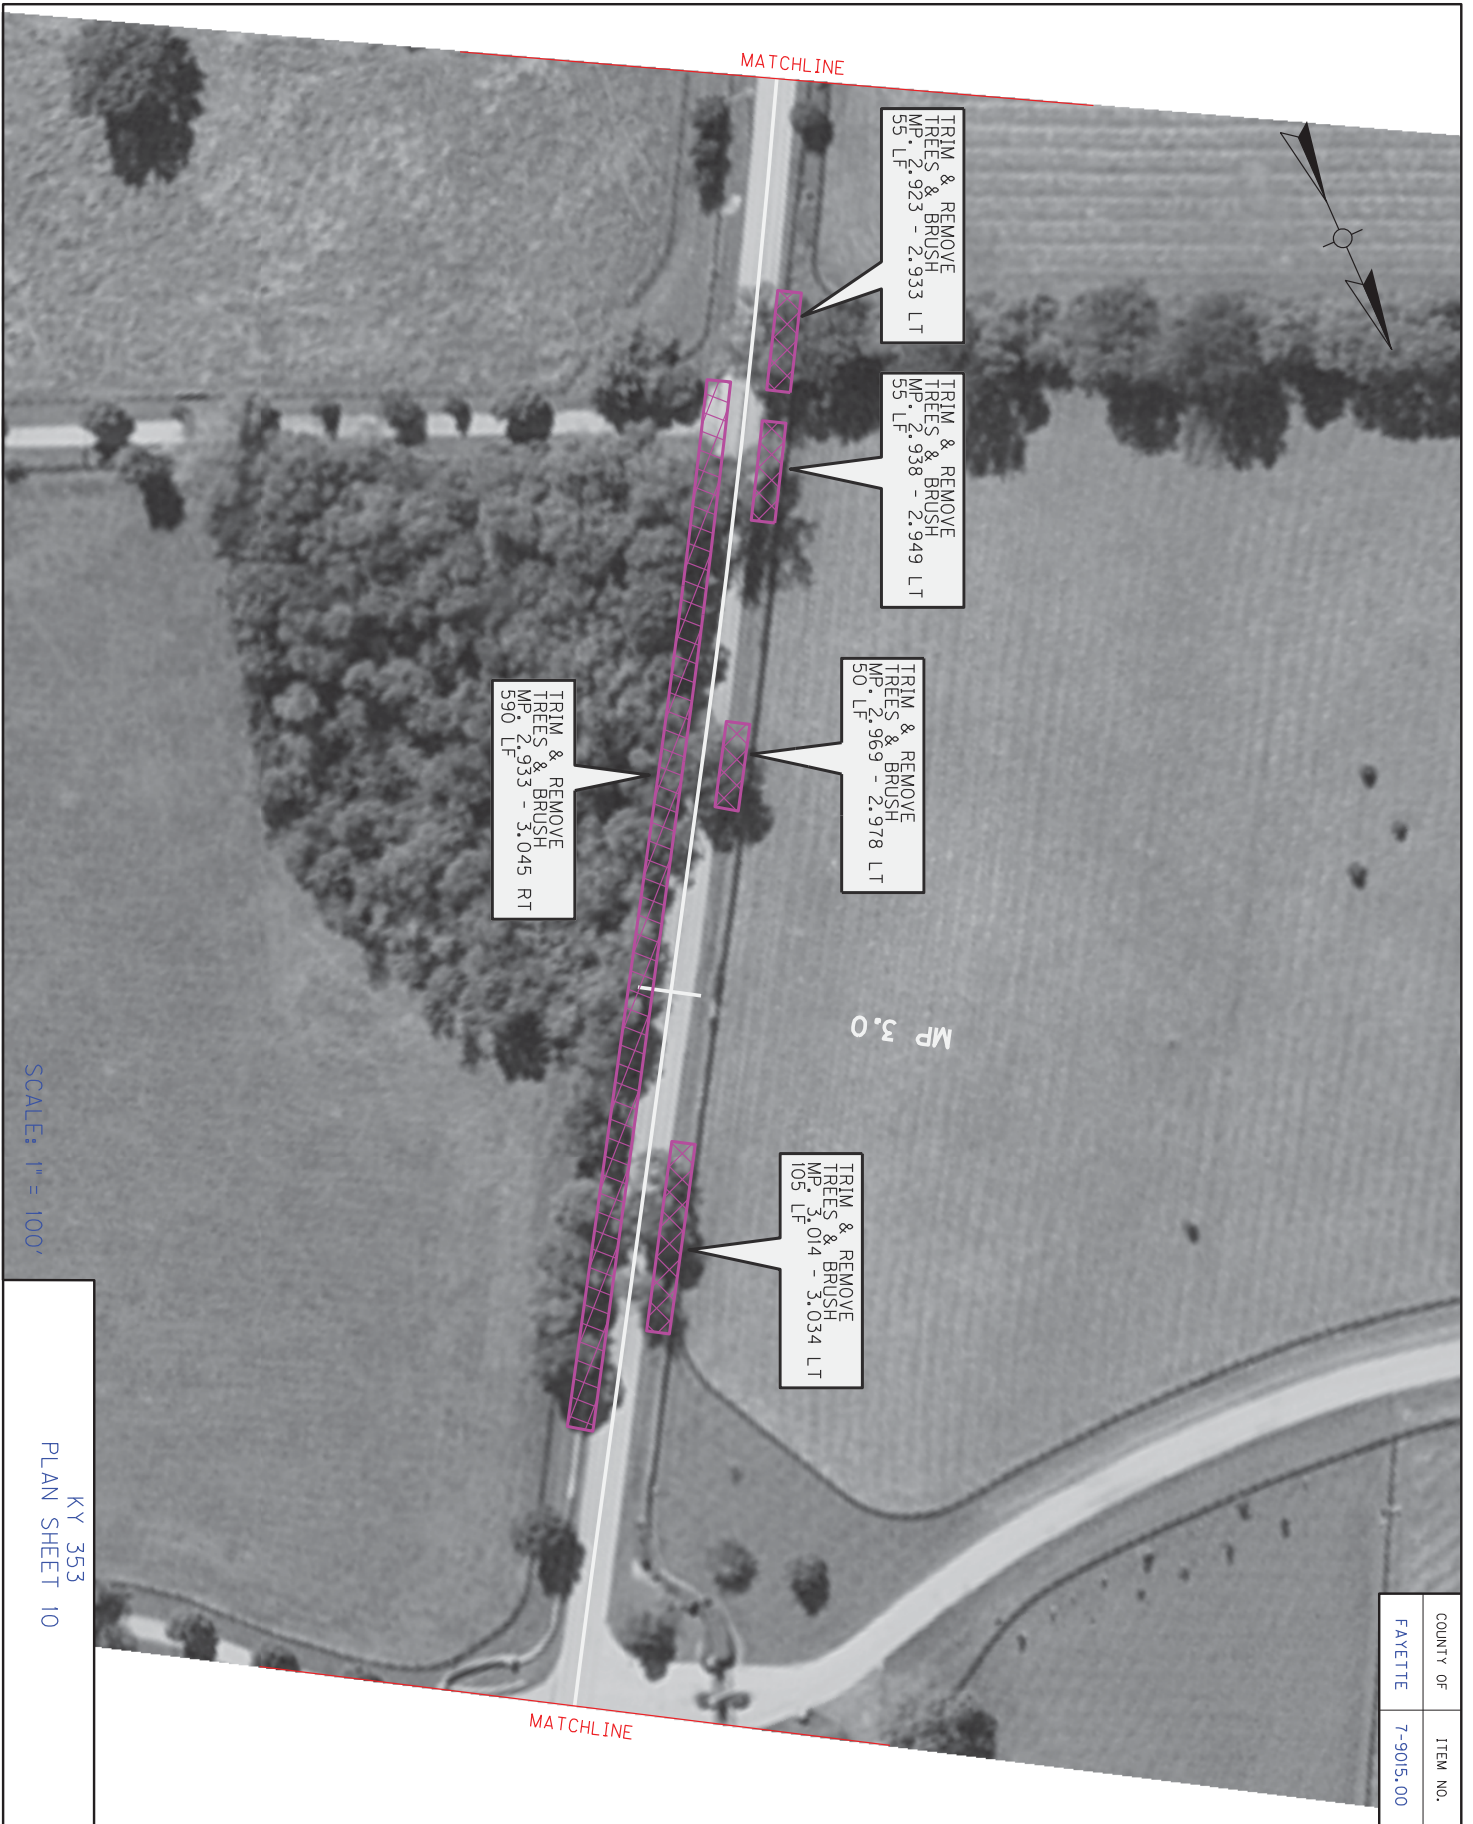 COUNTY OF
ITEM NO.
FAYETTE
7-9015.00
MATCHLINE
TRIM & REMOVE
TREES & BRUSH
MP. 2.923 - 2.933 LT
55 LF
TRIM & REMOVE
TREES & BRUSH
MP. 2.938 - 2.949 LT
55 LF
TRIM & REMOVE
TREES & BRUSH
MP. 2.969 - 2.978 LT
50 LF
MP 3.0
TRIM & REMOVE
TREES & BRUSH
MP. 3.014 - 3.034 LT
105 LF
TRIM & REMOVE
TREES & BRUSH
MP. 2.933 - 3.045 RT
590 LF
MATCHLINE
SCALE: 1" = 100'
KY 353
PLAN SHEET 10